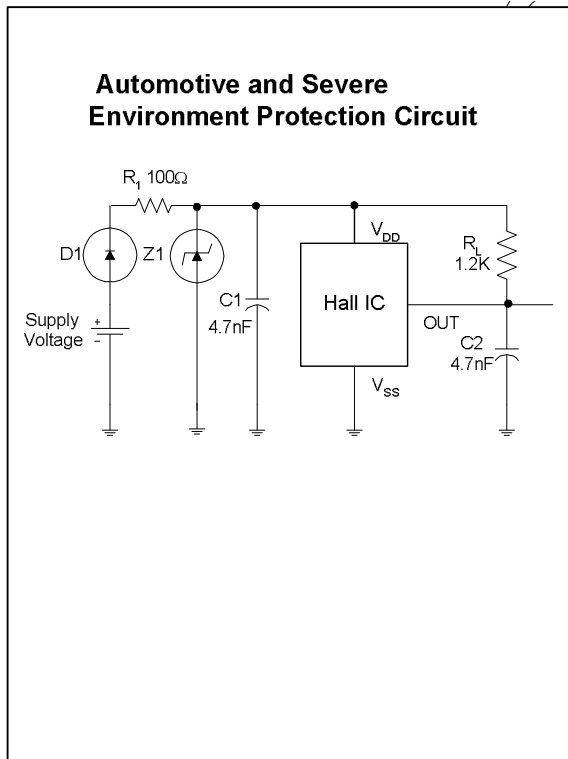 Automotive and Severe
Environment Protection Circuit
R1 100Ω
D1
Z1
C1
4.7nF
VDD
Hall IC
RL
1.2K
OUT
C2
4.7nF
VSS
Supply
Voltage
+
-